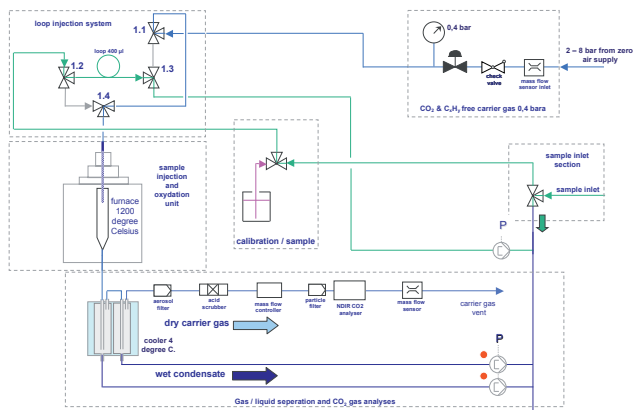 loop injection system
1.1
loop 400 µl
1.2
1.3
1.4
0,4 bar
2 – 8 bar from zero
air supply
check
valve
mass flow
sensor inlet
CO₂ & CₓHᵧ free carrier gas 0,4 bara
sample
injection
and
oxydation
unit
furnace
1200
degree
Celsius
calibration / sample
sample inlet
section
sample inlet
P
aerosol
filter
acid
scrubber
mass flow
controller
particle
filter
NDIR CO2
analyser
mass flow
sensor
carrier gas
vent
dry carrier gas
cooler 4
degree C.
P
wet condensate
Gas / liquid seperation and CO₂ gas analyses